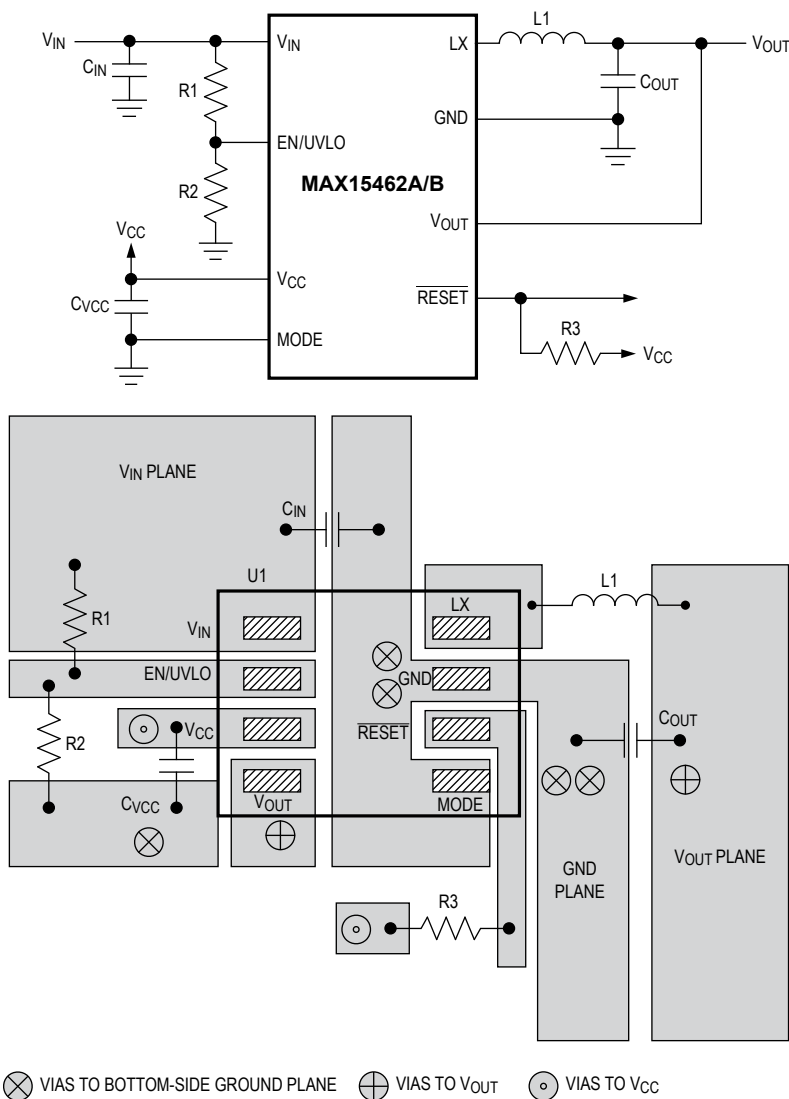 L1
VIN
VIN
LX
VOUT
CIN
R1
COUT
GND
EN/UVLO
MAX15462A/B
R2
VCC
VOUT
VCC
RESET
CVCC
R3
MODE
VCC
VIN PLANE
CIN
U1
L1
LX
R1
VIN
EN/UVLO
GND
COUT
R2
VCC
RESET
CVCC
VOUT
MODE
VOUT PLANE
GND
PLANE
R3
VIAS TO BOTTOM-SIDE GROUND PLANE
VIAS TO VOUT
VIAS TO VCC